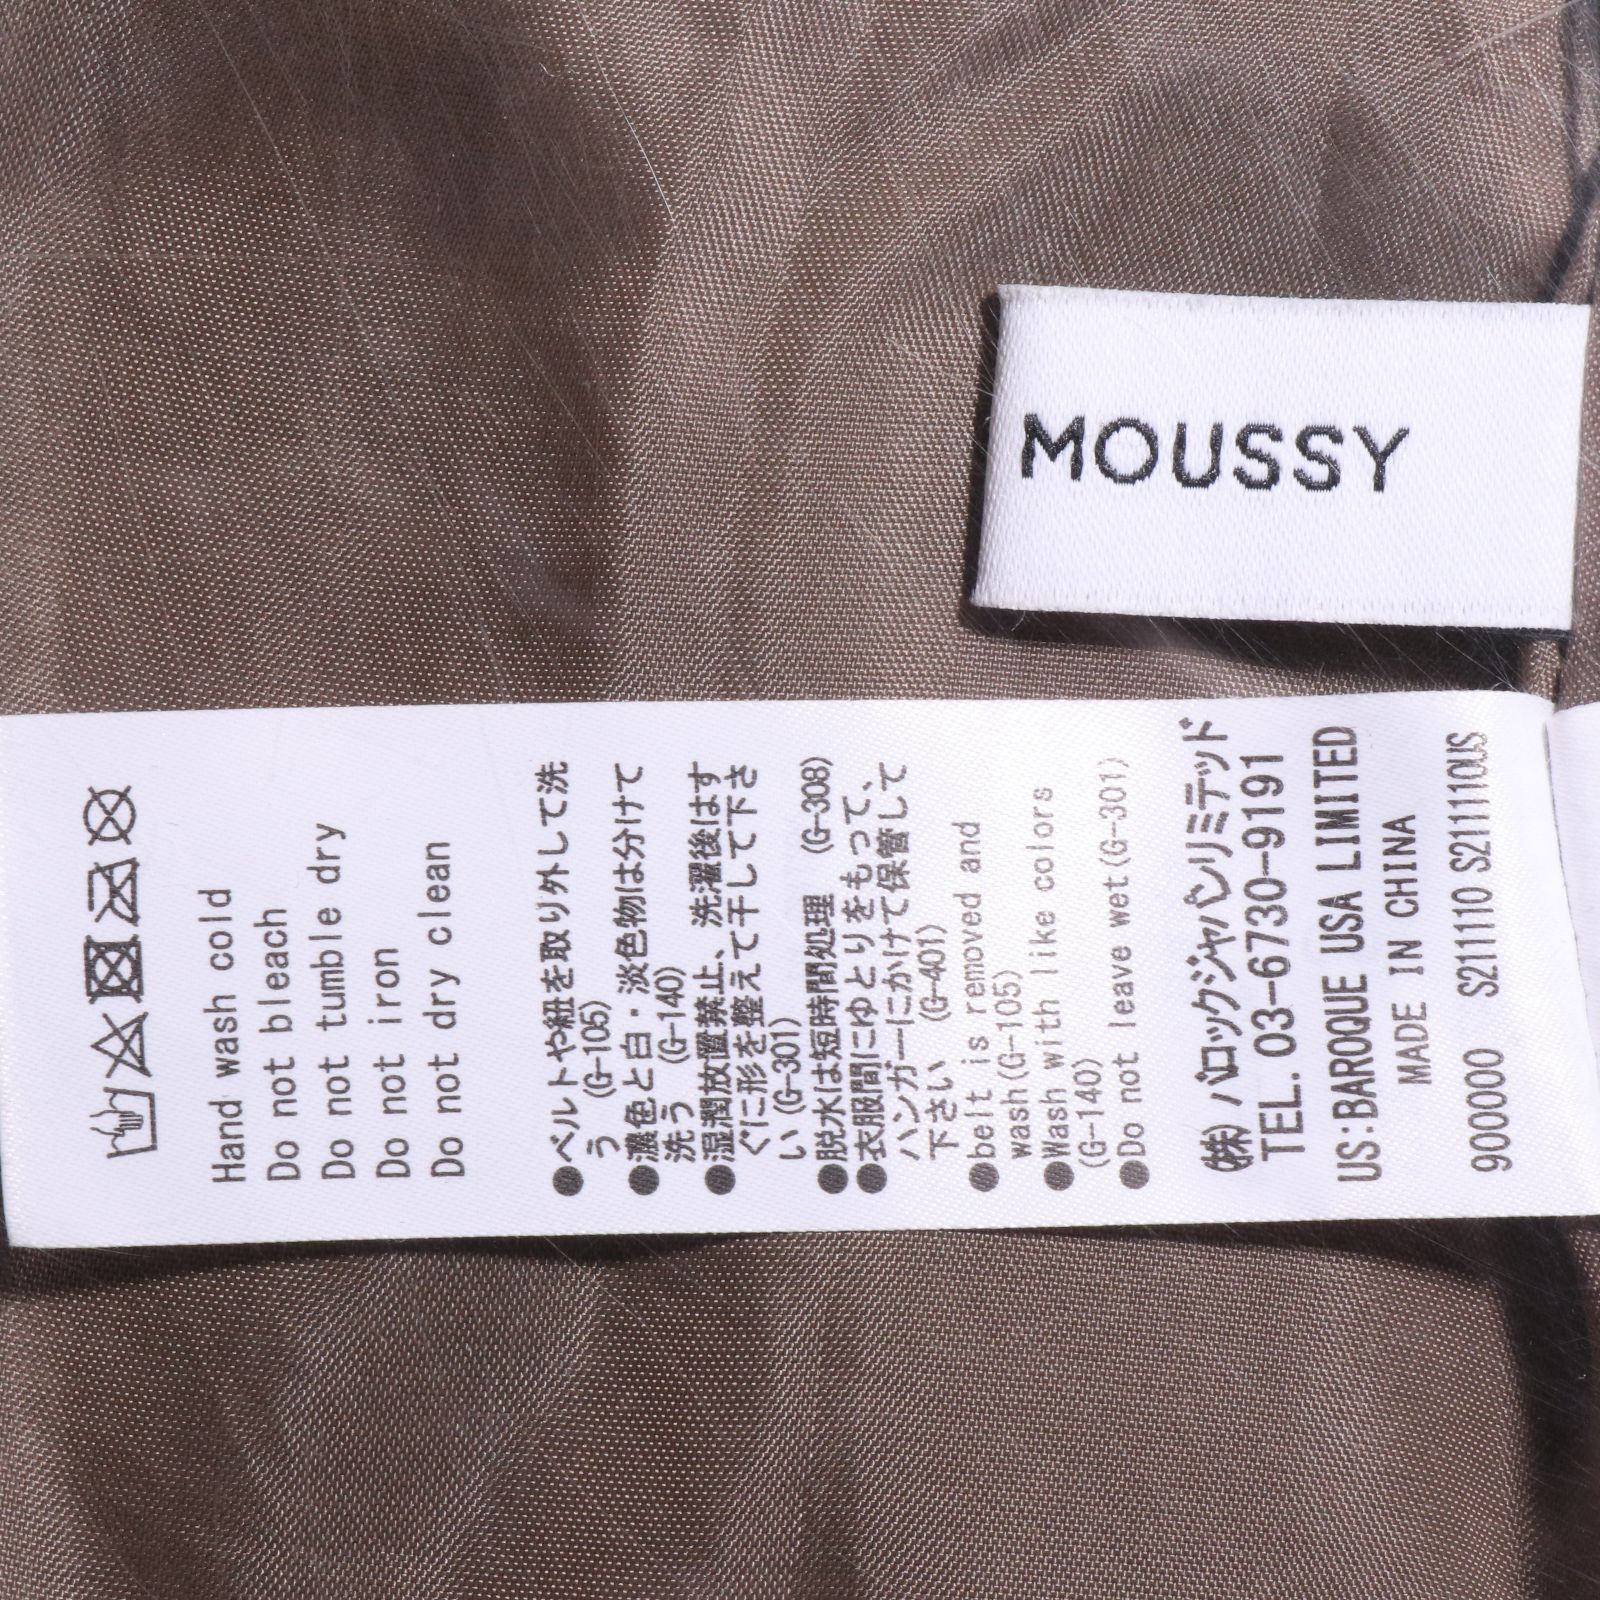 MOUSSY
Hand wash cold
Do not bleach
Do not tumble dry
Do not iron
Do not dry clean
●ベルトや紐を取り外して洗
う (G-105)
●濃色と白・淡色物は分けて
洗う (G-140)
●湿潤放置禁止、洗濯後はす
ぐに形を整えて干して下さ
い(G-301)
●脱水は短時間処理 (G-308)
●衣服間にゆとりをもって、
ハンガーにかけて保管して
下さい (G-401)
●belt is removed and
wash(G-105)
●Wash with like colors
(G-140)
●Do not leave wet(G-301)
㈱バロックジャパンリミテッド
TEL. 03-6730-9191
US:BAROQUE USA LIMITED
MADE IN CHINA
900000 S211110 S211110US